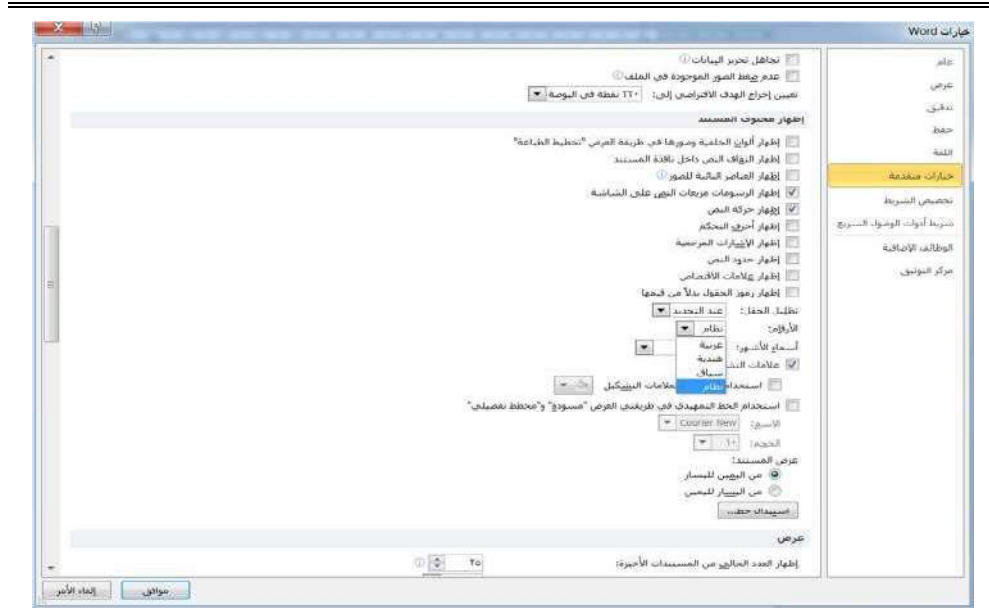 خيارات Word
عام
عرض
تدقيق
حفظ
اللغة
خيارات متقدمة
تخصيص الشريط
شريط أدوات الوصول السريع
الوظائف الإضافية
مركز التوثيق
تجاهل تحرير البيانات
عدم ضغط الصور الموجودة في الملف
تعيين إخراج الهدف الافتراضي إلى: ٢٢٠ نقطة في البوصة
إظهار محتوى المستند
إظهار ألوان الخلفية وصورها في طريقة العرض "تخطيط الطباعة"
إظهار التفاف النص داخل نافذة المستند
إظهار العناصر النائبة للصور
إظهار الرسومات مربعات النص على الشاشة
إظهار حركة النص
إظهار أحرف التحكم
إظهار الإشارات المرجعية
إظهار حدود النص
إظهار علامات الاقتصاص
إظهار رموز الحقول بدلاً من قيمها
تظليل الحقل: عند التحديد
الأرقام: نظام
أسماء الأشهر:
عربية
هندية
سياق
نظام
علامات
استخدام لعلامات التشكيل
استخدام الخط التمهيدي في طريقتي العرض "مسودة" و"مخطط تفصيلي"
الاسم: Courier New
الحجم: ١٠
عرض المستند:
من اليمين لليسار
من اليسار لليمين
استبدال خط...
عرض
إظهار العدد الحالي من المستندات الأخيرة: ٢٥
موافق
إلغاء الأمر